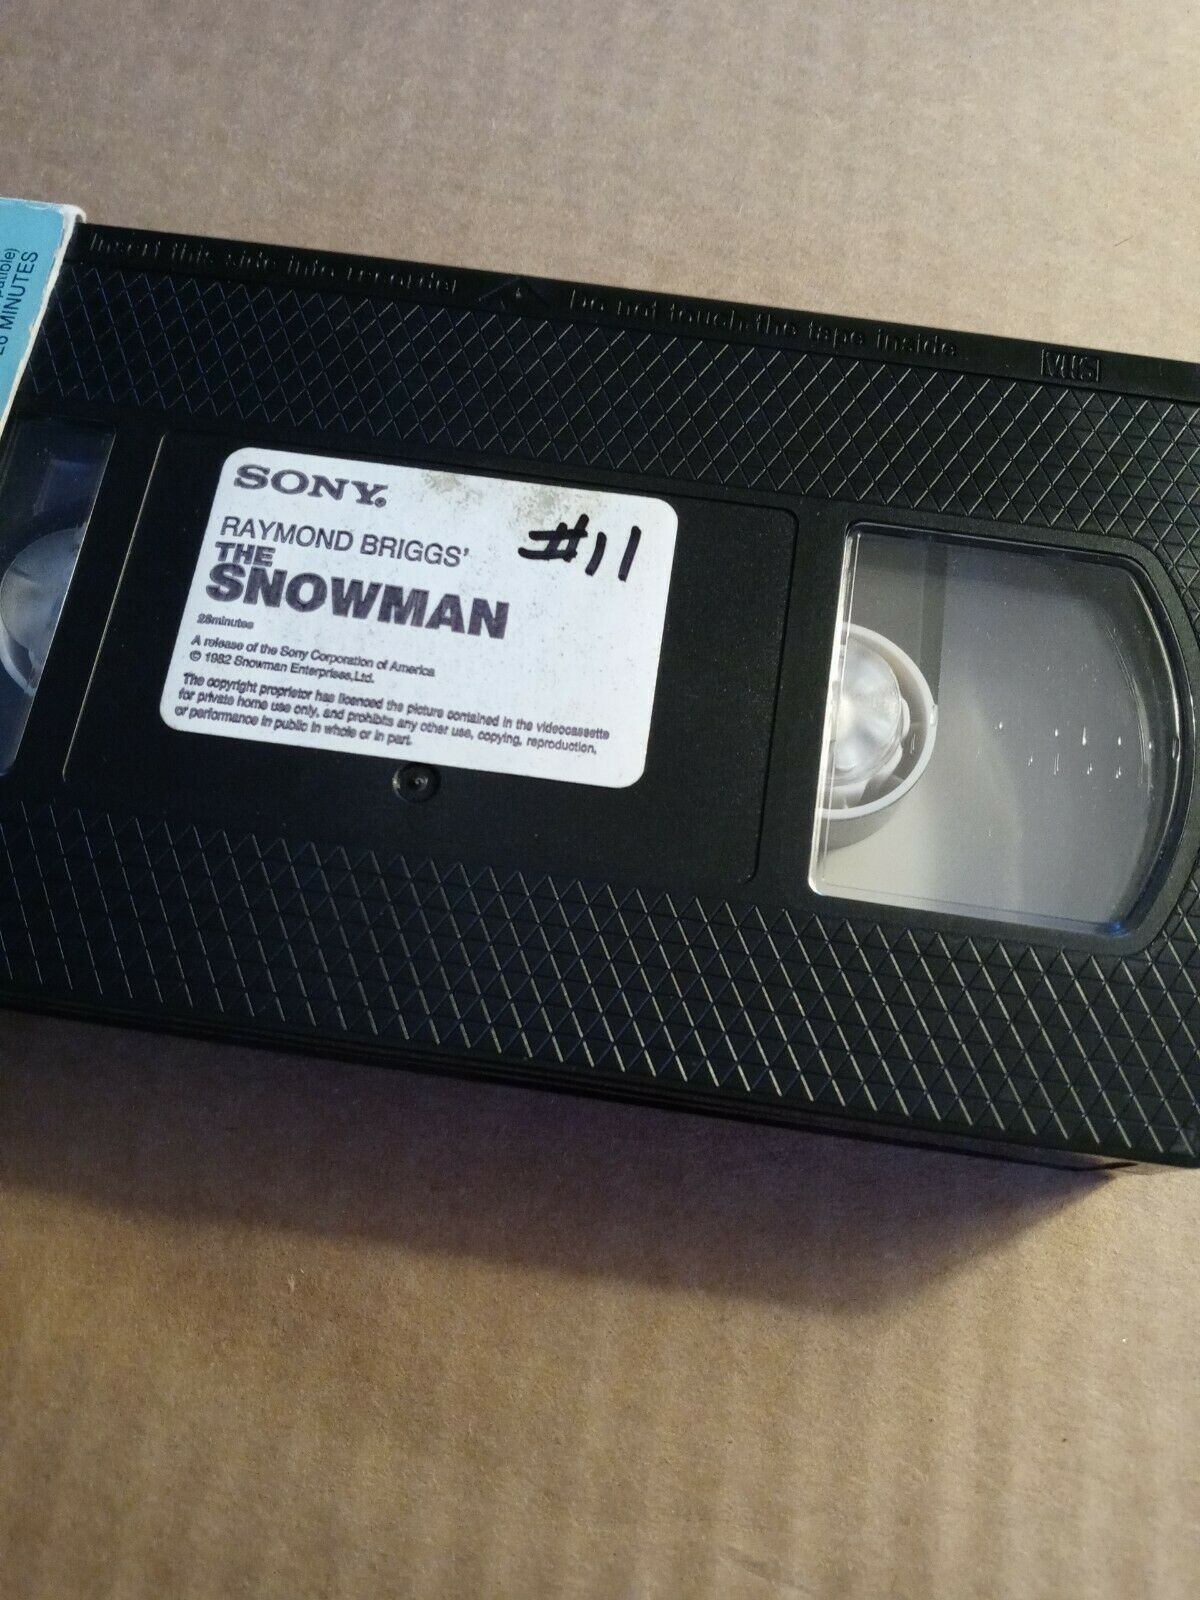 Insert this side into recorder
Do not touch the tape inside
VHS
MINUTES
SONY®
RAYMOND BRIGGS'
#11
THE
SNOWMAN
28minutes
A release of the Sony Corporation of America
© 1982 Snowman Enterprises,Ltd.
The copyright proprietor has licenced the picture contained in the videocassette
for private home use only, and prohibits any other use, copying, reproduction,
or performance in public in whole or in part.